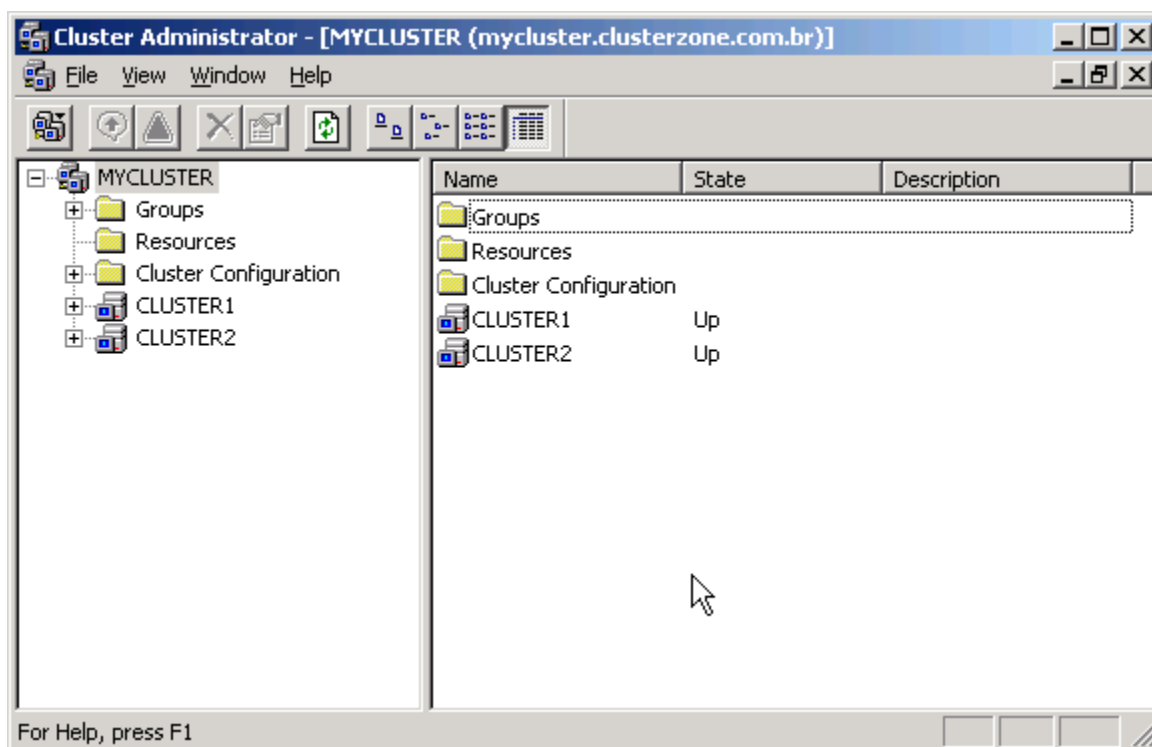 Cluster Administrator - [MYCLUSTER (mycluster.clusterzone.com.br)]
File View Window Help
MYCLUSTER
Groups
Resources
Cluster Configuration
CLUSTER1
CLUSTER2
Name State Description
Groups
Resources
Cluster Configuration
CLUSTER1 Up
CLUSTER2 Up
For Help, press F1